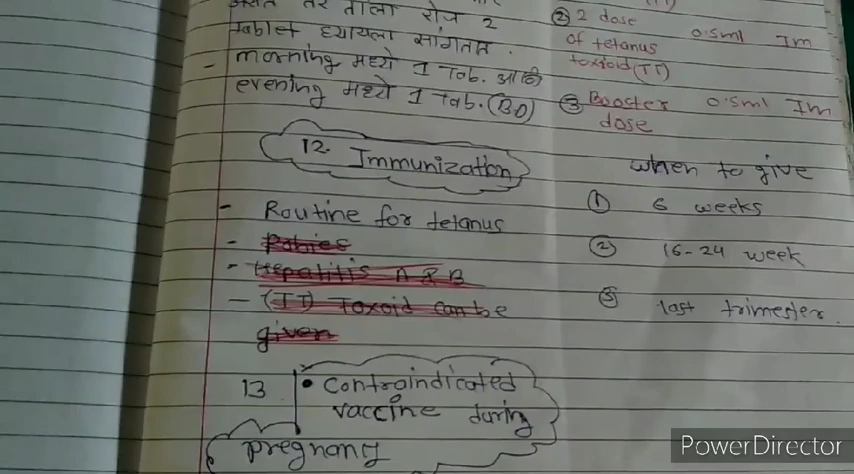 असेल तर तीला रोज 2
tablet घ्यायला सांगतात.
- morning मध्ये 1 Tab. आणि
evening मध्ये 1 Tab. (BD)
12. Immunization
- Routine for tetanus
- Rabies
- Hepatitis A & B
- (TT) Toxoid can be
given
13 • Contraindicated
vaccine during
pregnancy
② 2 dose 0.5ml Im
of tetanus
toxioid (TT)
③ Booster 0.5ml Im
dose
when to give
① 6 weeks
② 16-24 week
③ last trimester.
PowerDirector